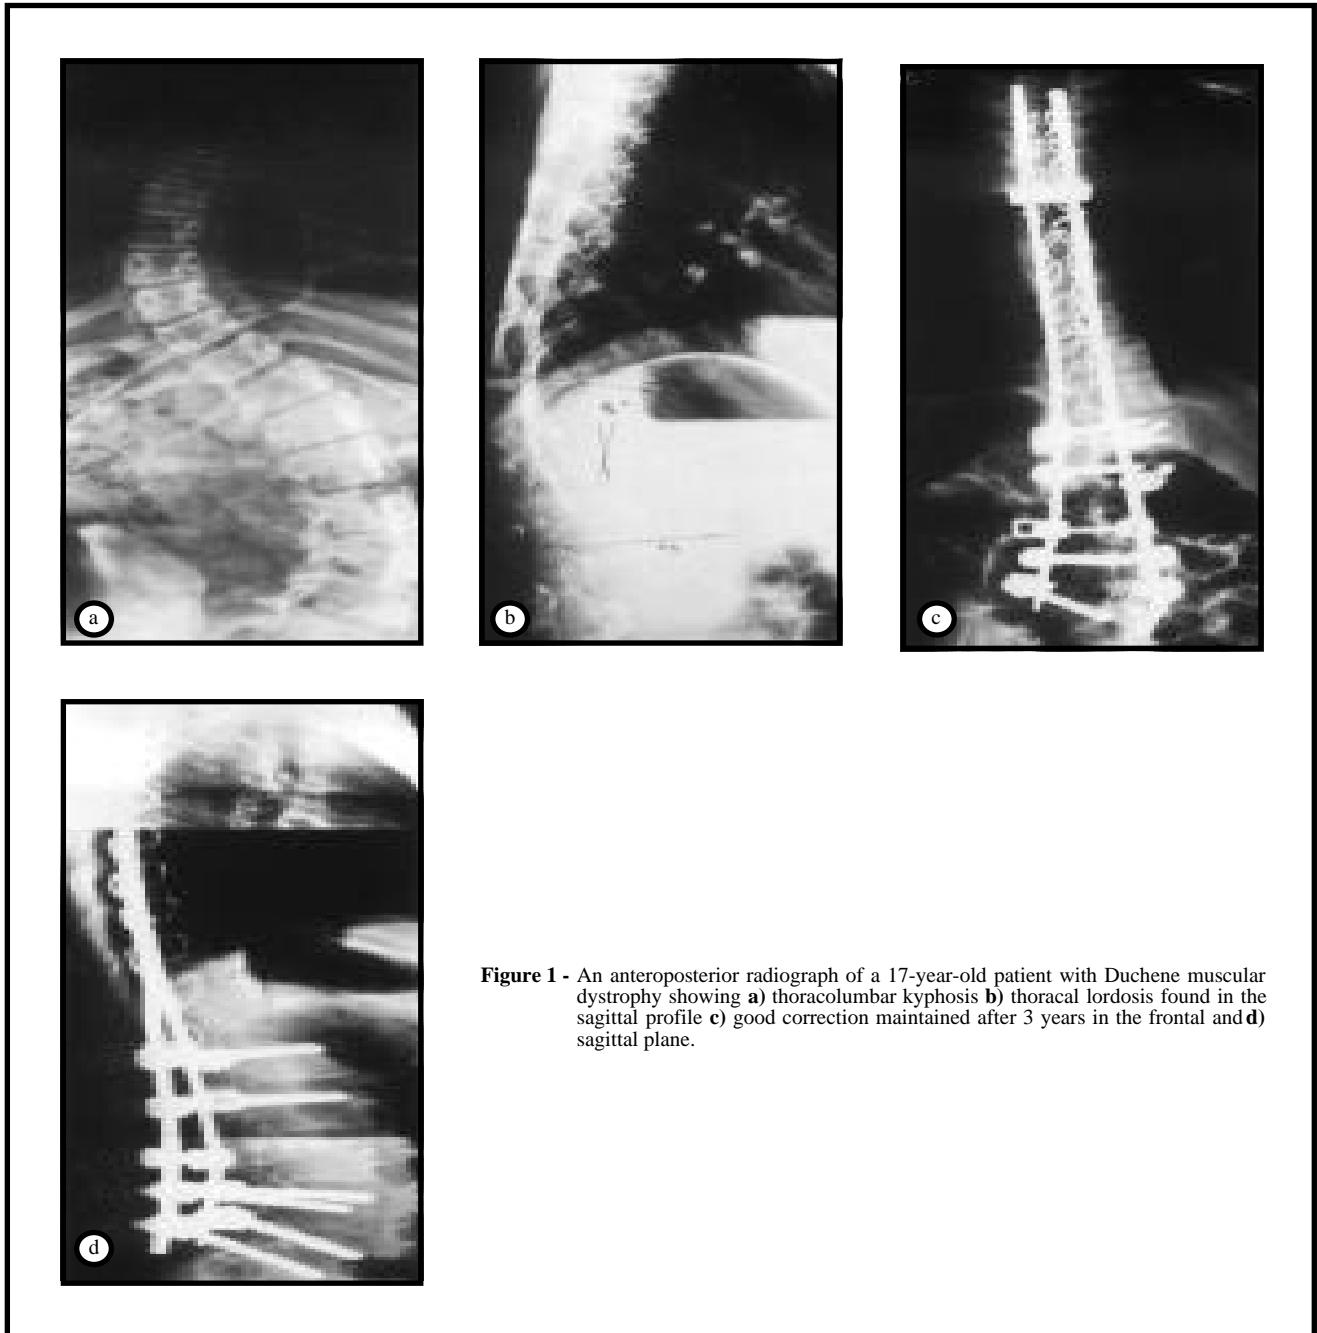 a
b
c
d
Figure 1 - An anteroposterior radiograph of a 17-year-old patient with Duchene muscular
dystrophy showing a) thoracolumbar kyphosis b) thoracal lordosis found in the
sagittal profile c) good correction maintained after 3 years in the frontal and d)
sagittal plane.